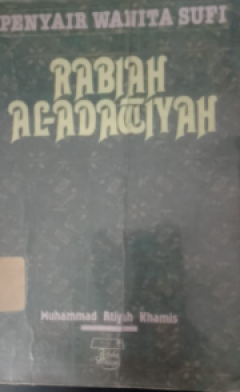 PENYAIR WANITA SUFI
RABIAH
AL-ADAWIYAH
Muhammad Atiyah Khamis